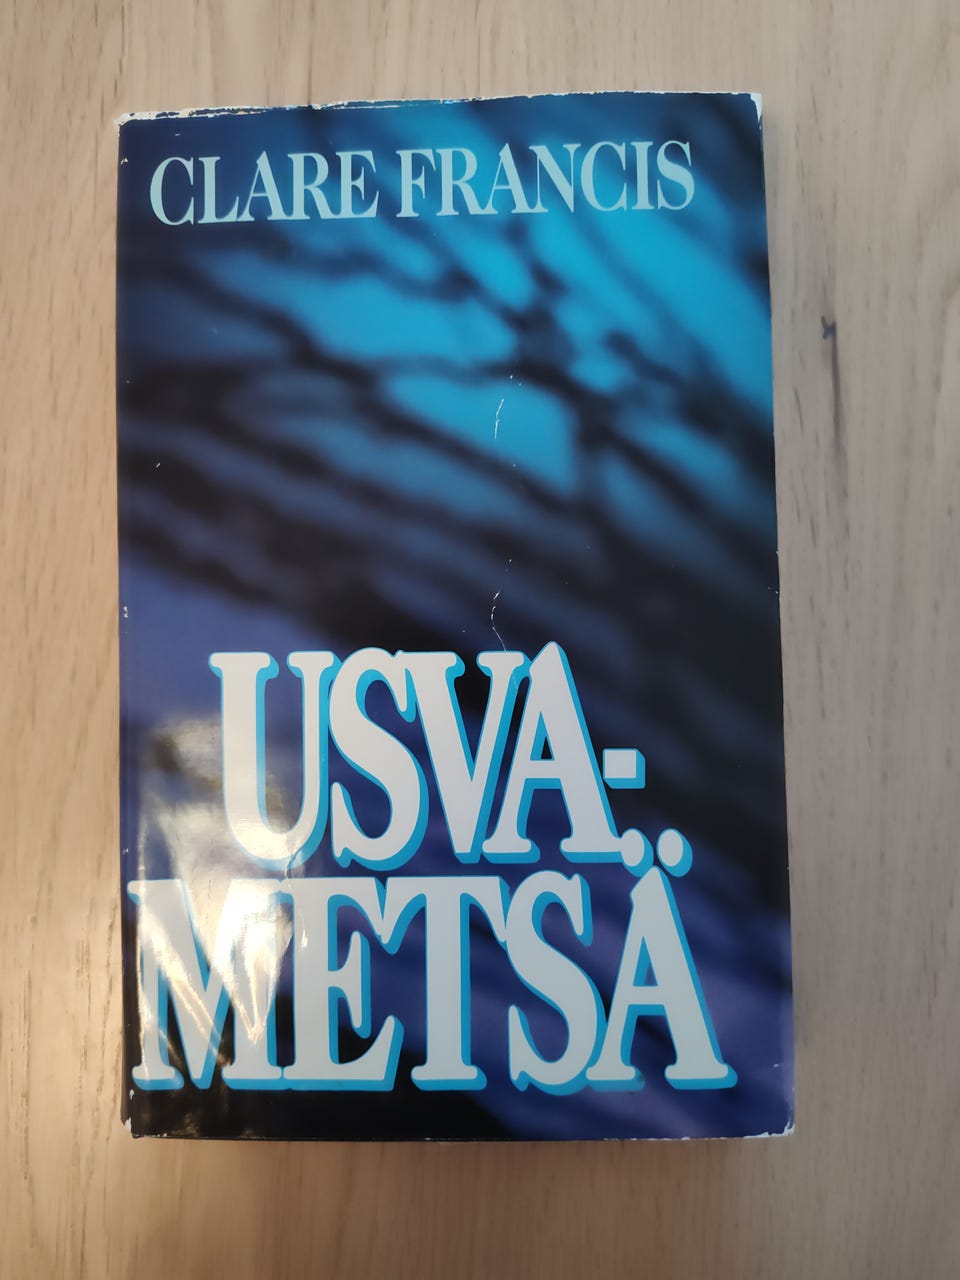 CLARE FRANCIS
USVA-
METSÄ